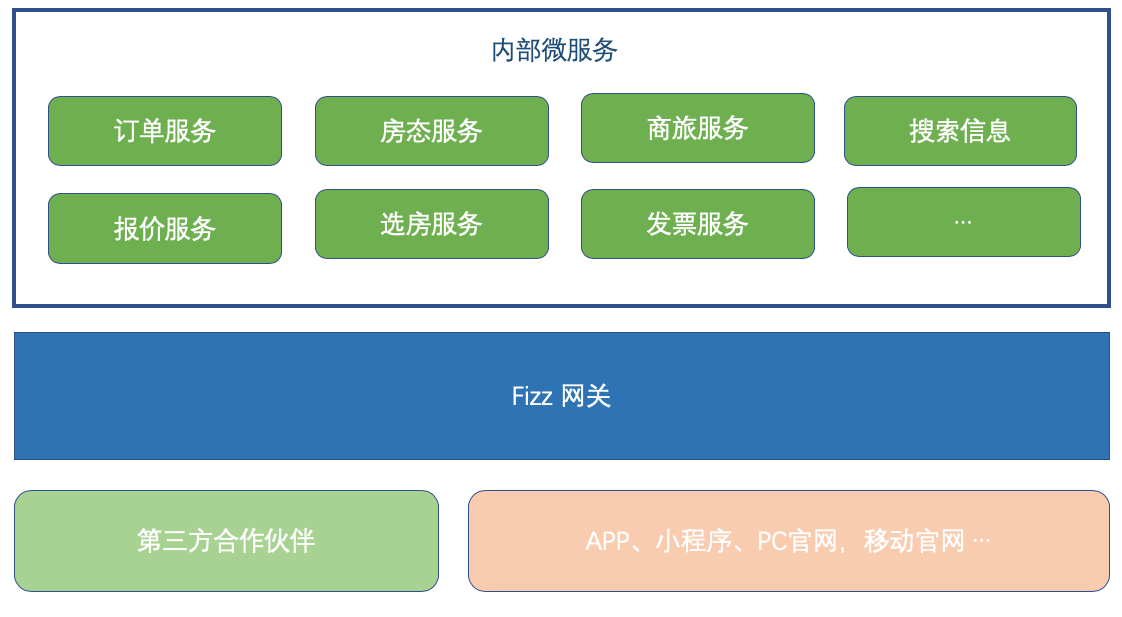 内部微服务
订单服务
房态服务
商旅服务
搜索信息
报价服务
选房服务
发票服务
…
Fizz 网关
第三方合作伙伴
APP、小程序、PC官网，移动官网 …